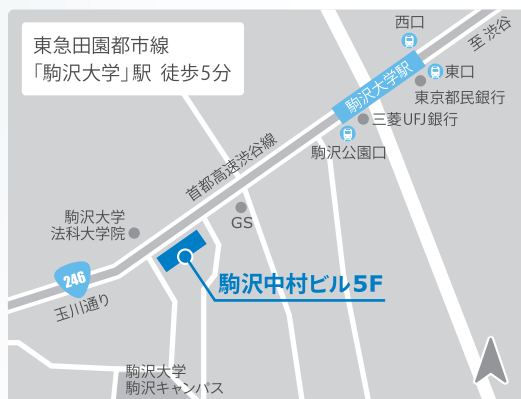 東急田園都市線
「駒沢大学」駅 徒歩5分
西口
至 渋谷
東口
駒沢大学駅
東京都民銀行
三菱UFJ銀行
駒沢公園口
首都高速渋谷線
GS
駒沢大学
法科大学院
246
玉川通り
駒沢中村ビル5F
駒沢大学
駒沢キャンパス